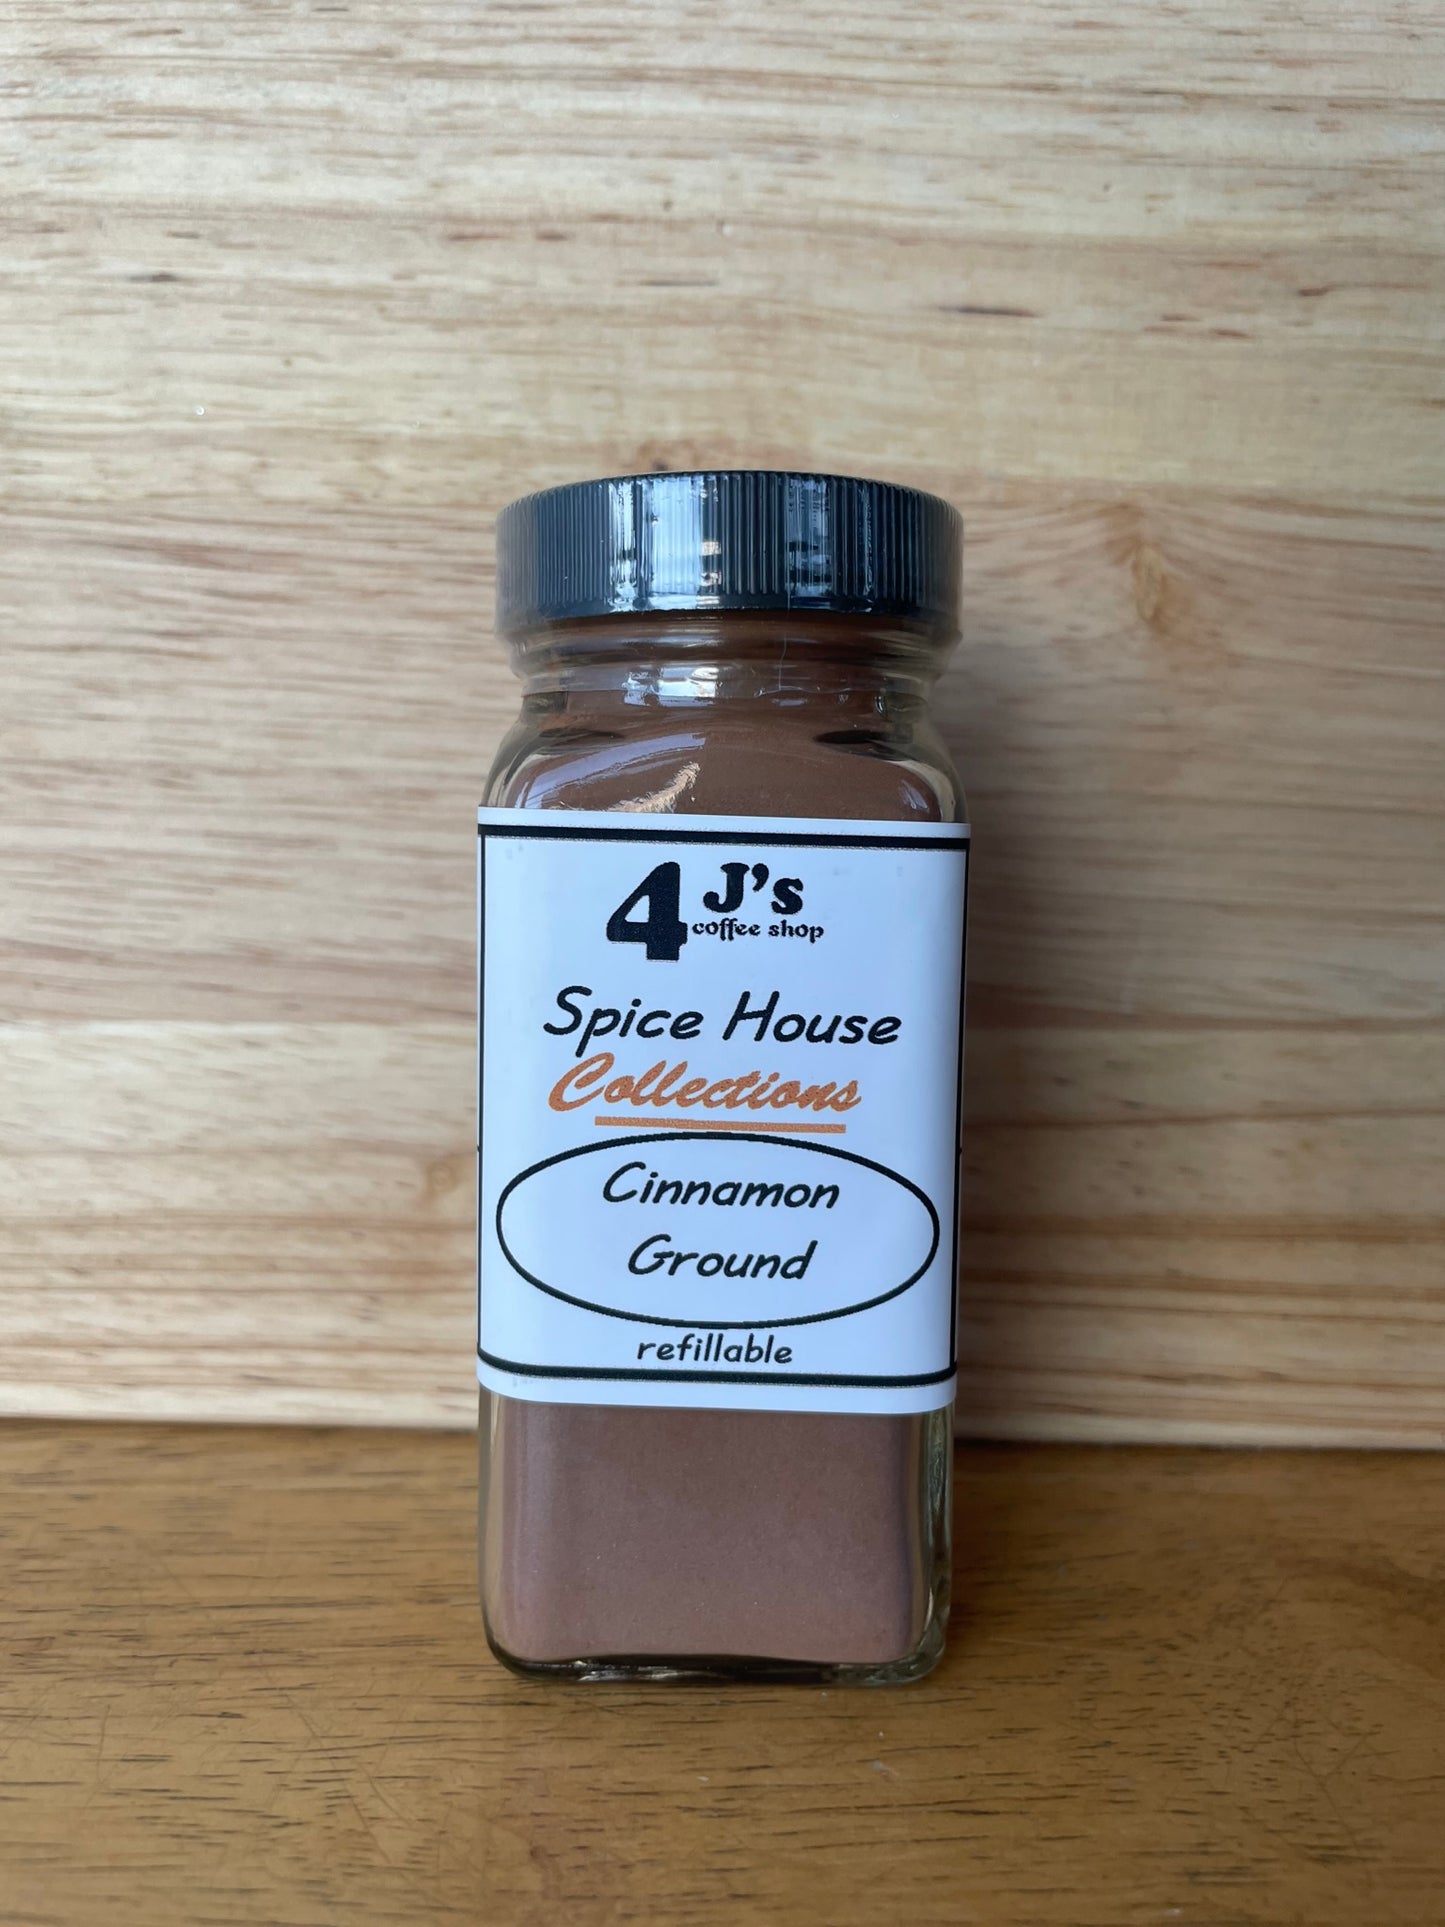 4 J's
coffee shop
Spice House
Collections
Cinnamon
Ground
refillable